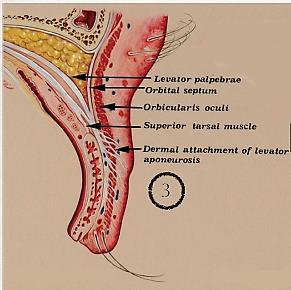 Levator palpebrae
Orbital septum
Orbicularis oculi
Superior tarsal muscle
Dermal attachment of levator
aponeurosis
3